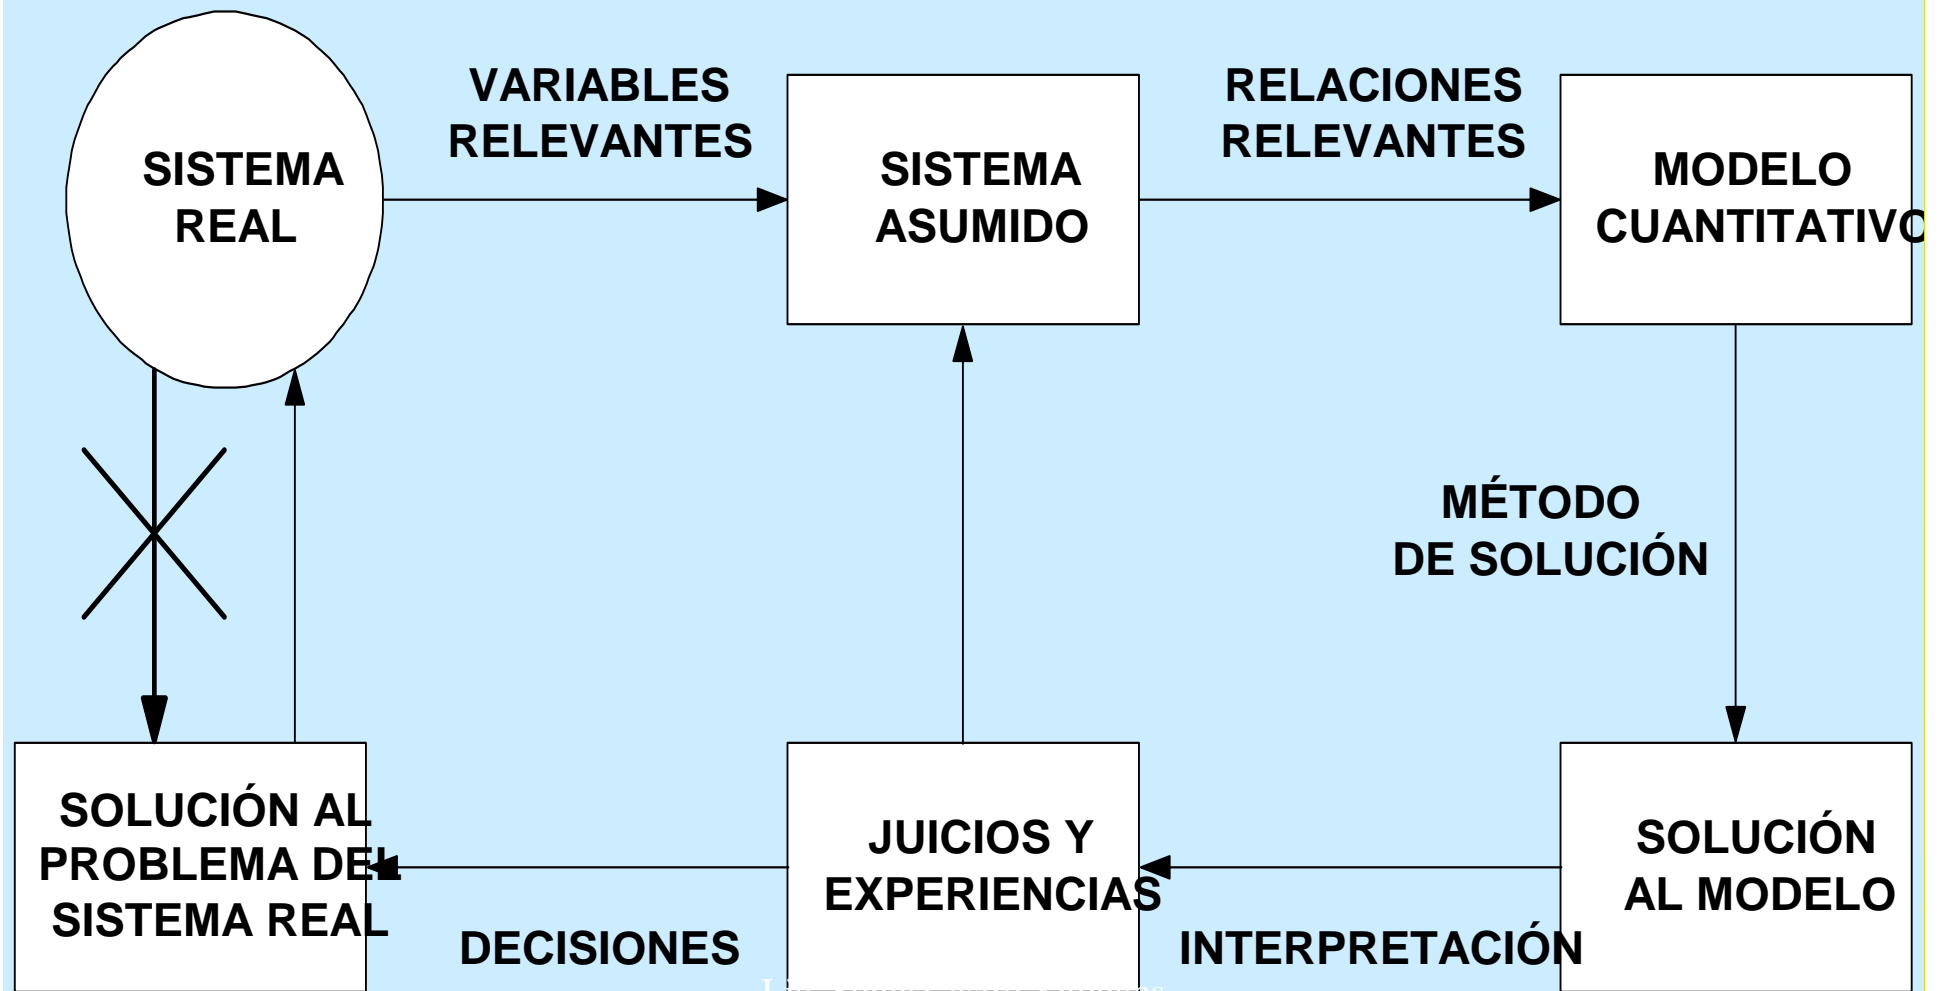 VARIABLES
RELEVANTES
RELACIONES
RELEVANTES
SISTEMA
REAL
SISTEMA
ASUMIDO
MODELO
CUANTITATIVO
MÉTODO
DE SOLUCIÓN
SOLUCIÓN AL
PROBLEMA DEL
SISTEMA REAL
JUICIOS Y
EXPERIENCIAS
SOLUCIÓN
AL MODELO
DECISIONES
INTERPRETACIÓN